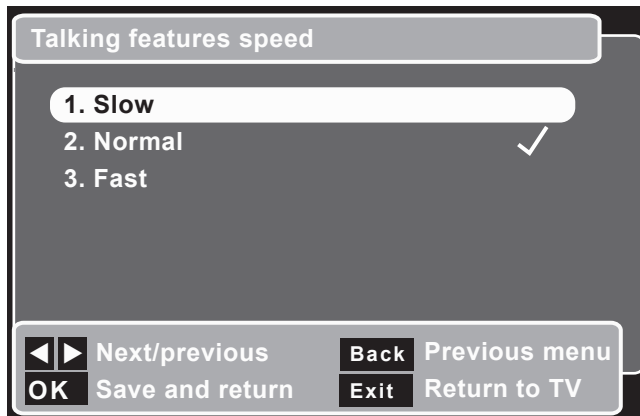 Talking features speed
1. Slow
2. Normal
3. Fast
Next/previous
Back Previous menu
OK Save and return
Exit Return to TV